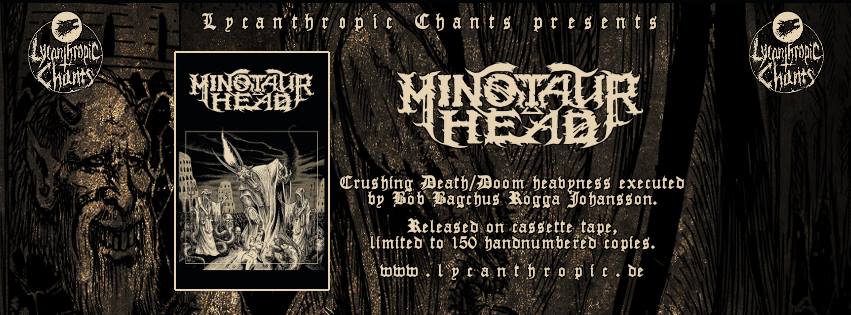 Lycanthropic Chants presents
Lycanthropic
Chants
MINOTAUR
HEAD
MINOTAUR
HEAD
Crushing Death/Doom heabyness executed
by Bob Bagchus Rogga Johansson.
Released on cassette tape,
limited to 150 handnumbered copies.
www.lycanthropic.de
Lycanthropic
Chants